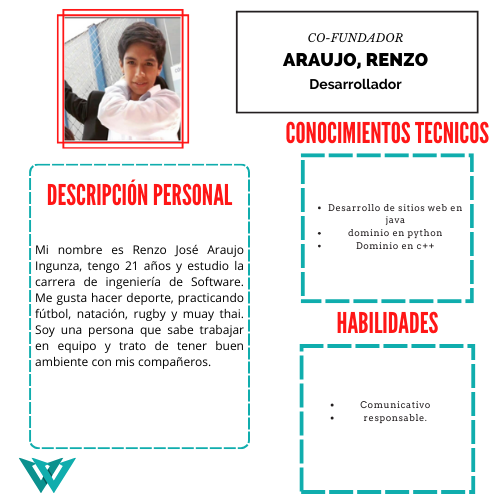 CO-FUNDADOR
ARAUJO, RENZO
Desarrollador
CONOCIMIENTOS TECNICOS
Desarrollo de sitios web en
java
dominio en python
Dominio en c++
DESCRIPCIÓN PERSONAL
Mi nombre es Renzo José Araujo
Ingunza, tengo 21 años y estudio la
carrera de ingeniería de Software.
Me gusta hacer deporte, practicando
fútbol, natación, rugby y muay thai.
Soy una persona que sabe trabajar
en equipo y trato de tener buen
ambiente con mis compañeros.
HABILIDADES
Comunicativo
responsable.